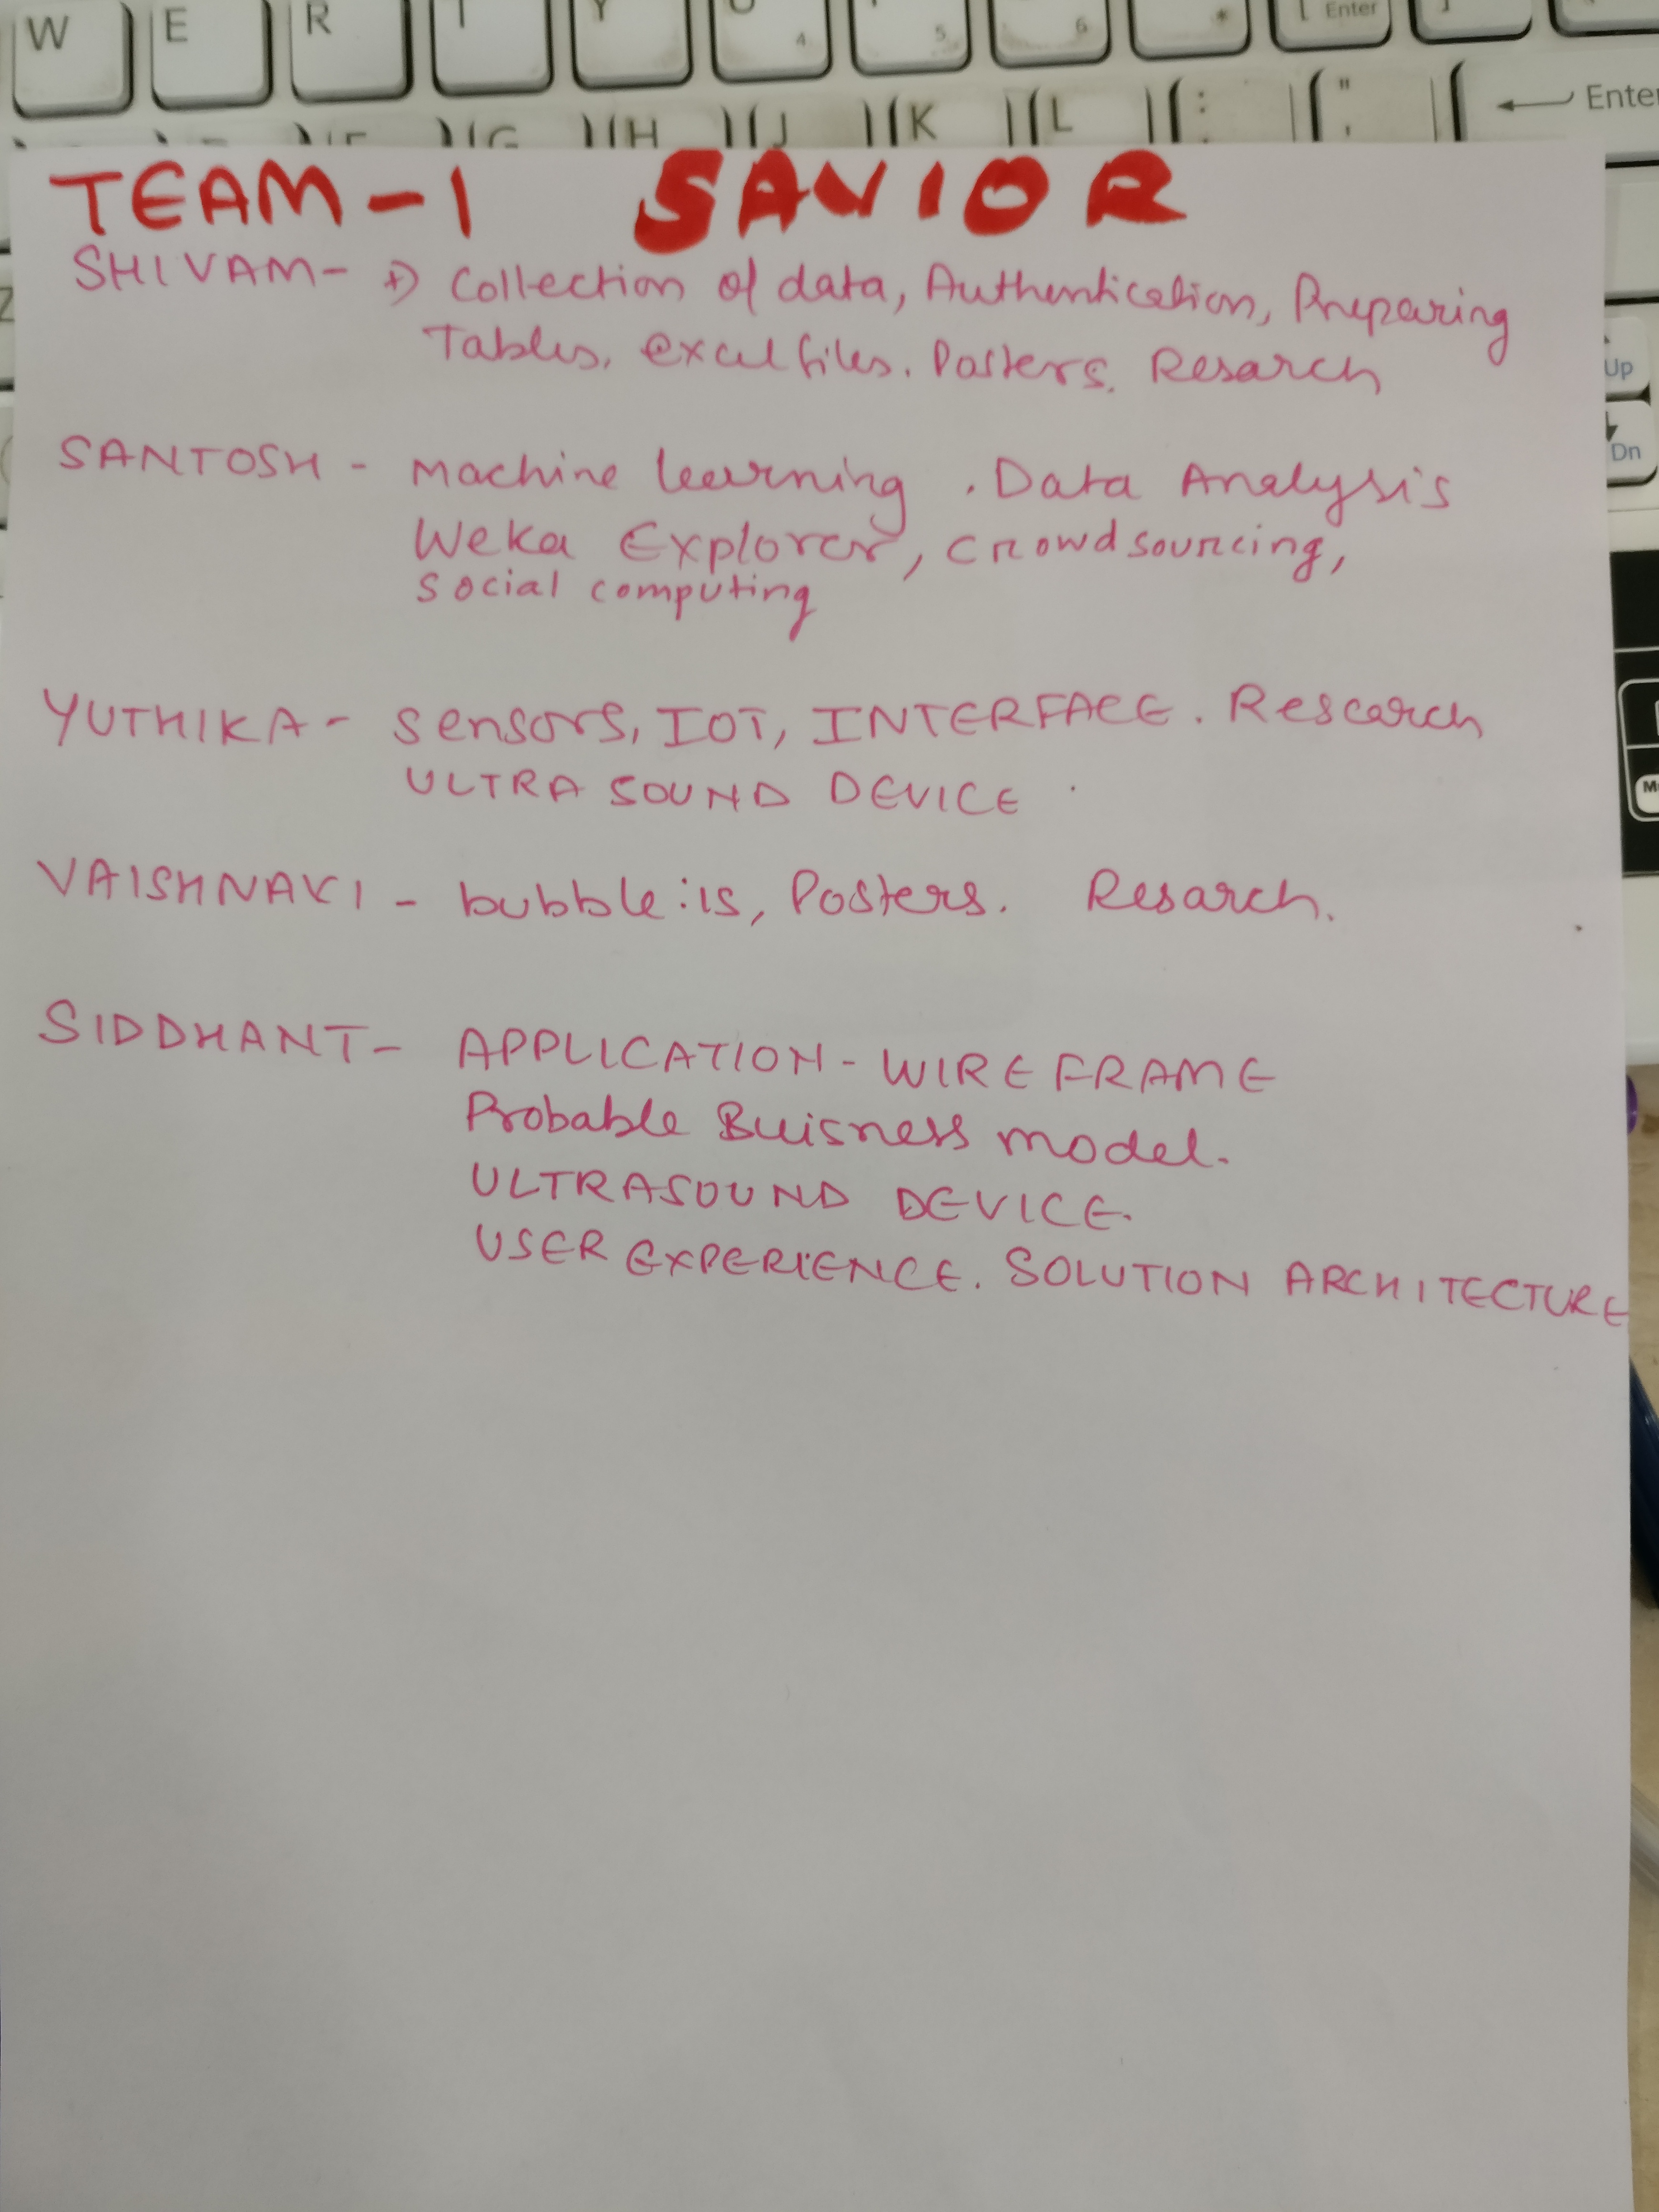 W E R T Y U 4 5 6 * [ Enter ]
F G H J K L : ; " ' Enter
TEAM-1 SAVIOR
SHIVAM- 1) Collection of data, Authentication, Preparing
Tables, excel files. Posters. Resarch
Up
SANTOSH - Machine learning . Data Analysis
Dn
Weka Explorer, Crowdsourcing,
Social computing
YUTHIKA - Sensors, IOT, INTERFACE. Research
ULTRA SOUND DEVICE .
VAISHNAVI - bubble:is, Posters. Resarch.
SIDDHANT- APPLICATION - WIREFRAME
Probable Buisness model.
ULTRASOUND DEVICE.
USER EXPERIENCE. SOLUTION ARCHITECTURE